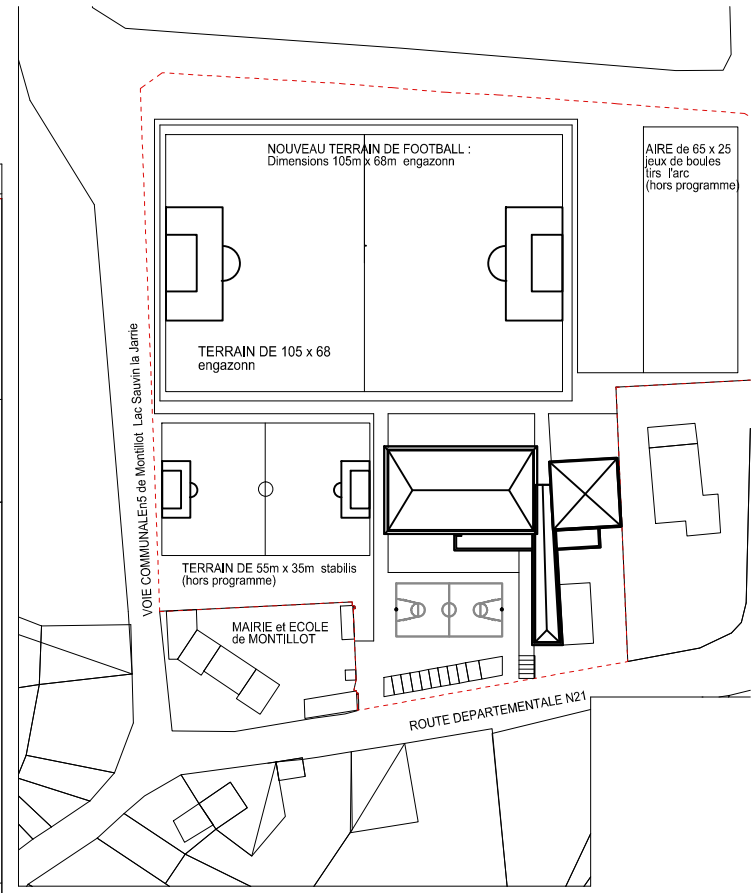 NOUVEAU TERRAIN DE FOOTBALL :
Dimensions 105m x 68m engazonn
AIRE de 65 x 25
jeux de boules
tirs l'arc
(hors programme)
TERRAIN DE 105 x 68
engazonn
VOIE COMMUNALEn5 de Montillot Lac Sauvin la Jarrie
TERRAIN DE 55m x 35m stabilis
(hors programme)
MAIRIE et ECOLE
de MONTILLOT
ROUTE DEPARTEMENTALE N21